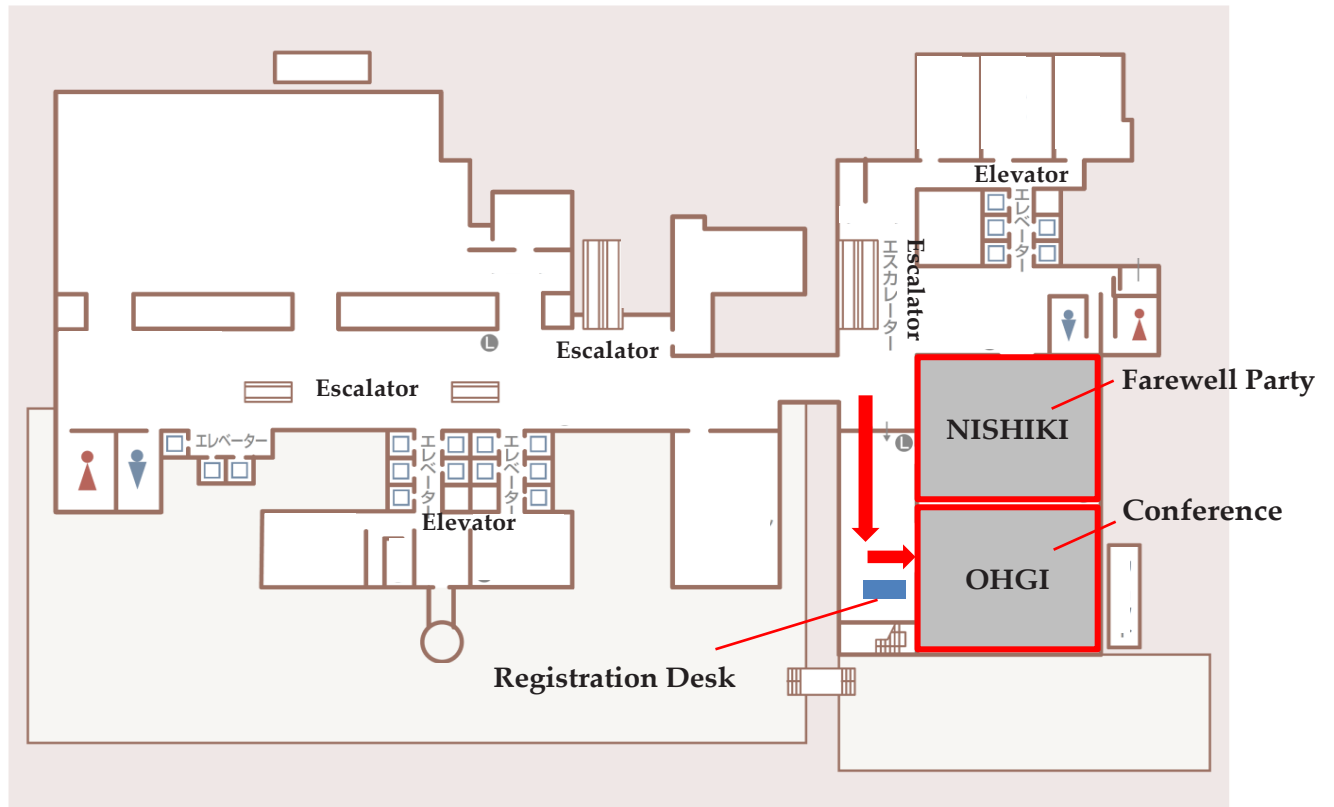 Elevator
エレベーター
Escalator
エスカレーター
Escalator
L
Escalator
Farewell Party
NISHIKI
L
エレベーター
エレベーター
エレベーター
Elevator
Conference
OHGI
Registration Desk